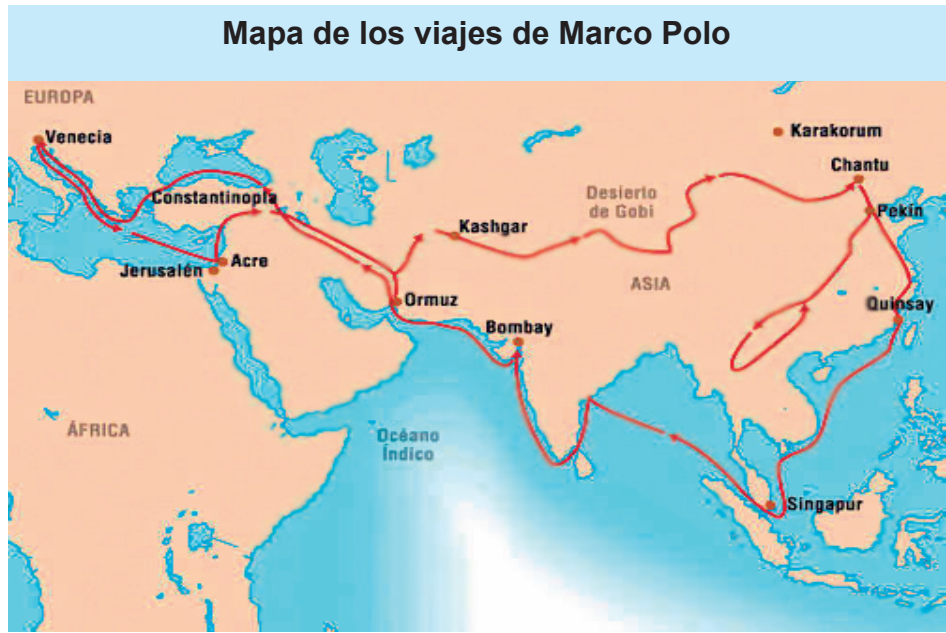 Mapa de los viajes de Marco Polo
EUROPA
Venecia
Karakorum
Chantu
Constantinopla
Desierto
de Gobi
Pekín
Kashgar
Jerusalén
Acre
ASIA
Ormuz
Quinsay
Bombay
ÁFRICA
Océano
Índico
Singapur